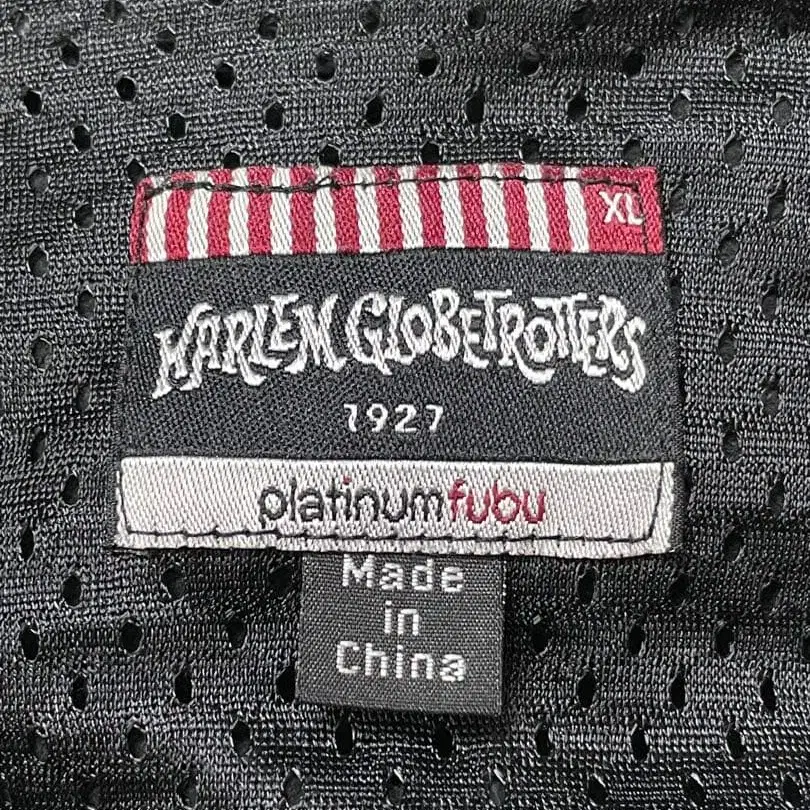 XL
HARLEM GLOBETROTTERS
1927
platinumfubu
Made
in
China